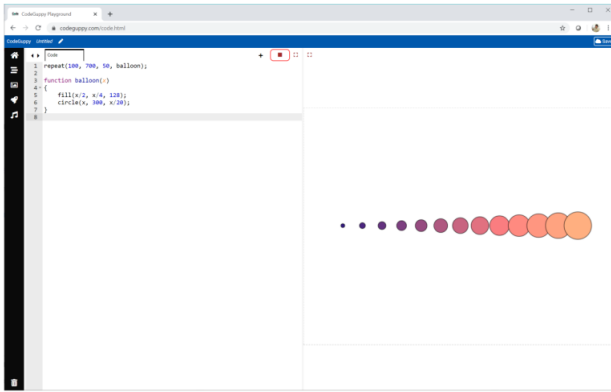 CodeGuppy Playground
codeguppy.com/code.html
CodeGuppy Untitled
Save
Code
1 repeat(100, 700, 50, balloon);
2
3 function balloon(x)
4 {
5 fill(x/2, x/4, 128);
6 circle(x, 300, x/20);
7 }
8